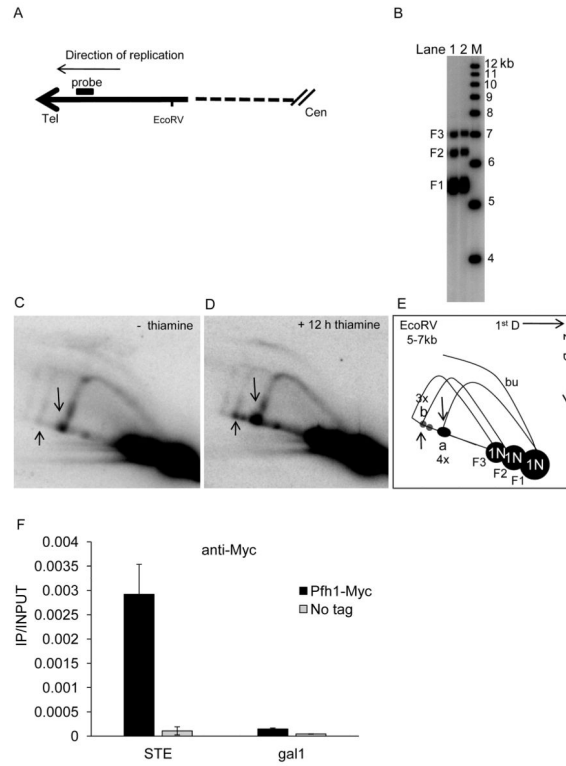 A
Direction of replication
probe
Tel
EcoRV
Cen
B
Lane 1 2 M
12 kb
11
10
9
8
F3
7
F2
6
F1
5
4
C
- thiamine
D
+ 12 h thiamine
E
EcoRV
5-7kb
1st D
bu
3x
b
a
4x
F3
1N
F2
1N
F1
1N
F
anti-Myc
IP/INPUT
0.004
0.0035
0.003
0.0025
0.002
0.0015
0.001
0.0005
0
Pfh1-Myc
No tag
STE
gal1